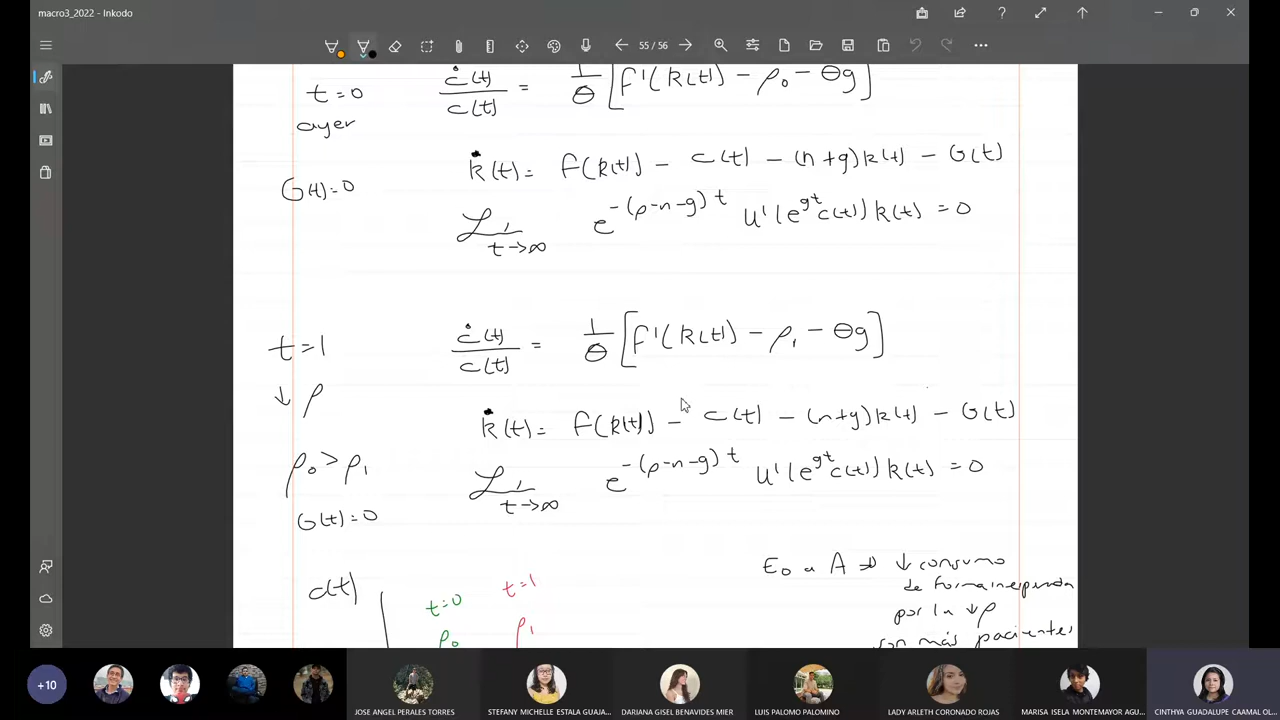 macro3_2022 - Inkodo
55 / 56
t=0
ċ(t)/c(t) = 1/θ [f'(k(t) - ρ₀ - θg]
ayer
k̇(t) = f(k(t)) - c(t) - (n+g)k(t) - G(t)
G(t)=0
ℒ t→∞ e^-(ρ-n-g)t u'(e^gt c(t)) k(t) = 0
t=1
ċ(t)/c(t) = 1/θ [f'(k(t) - ρ₁ - θg]
↓ ρ
k̇(t) = f(k(t)) - c(t) - (n+g)k(t) - G(t)
ρ₀ > ρ₁
ℒ t→∞ e^-(ρ-n-g)t u'(e^gt c(t)) k(t) = 0
G(t)=0
E₀ a A ⇒ ↓ consumo
de forma inesperada
c(t)
t=0
t=1
por la ↓ρ
ρ₀
ρ₁
son más pacientes
+10
JOSE ANGEL PERALES TORRES
STEFANY MICHELLE ESTALA GUAJA...
DARIANA GISEL BENAVIDES MIER
LUIS PALOMO PALOMINO
LADY ARLETH CORONADO ROJAS
MARISA ISELA MONTEMAYOR AGU...
CINTHYA GUADALUPE CAAMAL OL...